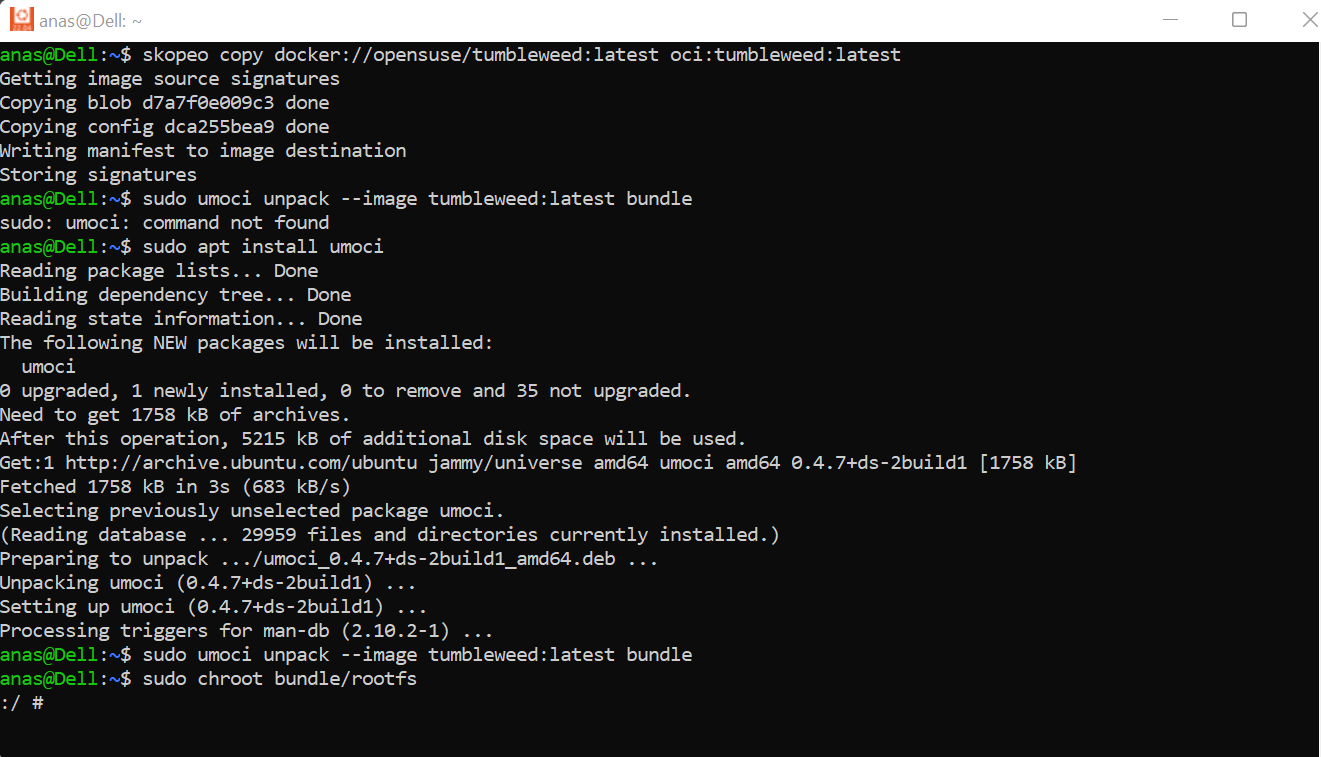 anas@Dell: ~
anas@Dell:~$ skopeo copy docker://opensuse/tumbleweed:latest oci:tumbleweed:latest
Getting image source signatures
Copying blob d7a7f0e009c3 done
Copying config dca255bea9 done
Writing manifest to image destination
Storing signatures
anas@Dell:~$ sudo umoci unpack --image tumbleweed:latest bundle
sudo: umoci: command not found
anas@Dell:~$ sudo apt install umoci
Reading package lists... Done
Building dependency tree... Done
Reading state information... Done
The following NEW packages will be installed:
  umoci
0 upgraded, 1 newly installed, 0 to remove and 35 not upgraded.
Need to get 1758 kB of archives.
After this operation, 5215 kB of additional disk space will be used.
Get:1 http://archive.ubuntu.com/ubuntu jammy/universe amd64 umoci amd64 0.4.7+ds-2build1 [1758 kB]
Fetched 1758 kB in 3s (683 kB/s)
Selecting previously unselected package umoci.
(Reading database ... 29959 files and directories currently installed.)
Preparing to unpack .../umoci_0.4.7+ds-2build1_amd64.deb ...
Unpacking umoci (0.4.7+ds-2build1) ...
Setting up umoci (0.4.7+ds-2build1) ...
Processing triggers for man-db (2.10.2-1) ...
anas@Dell:~$ sudo umoci unpack --image tumbleweed:latest bundle
anas@Dell:~$ sudo chroot bundle/rootfs
:/ #